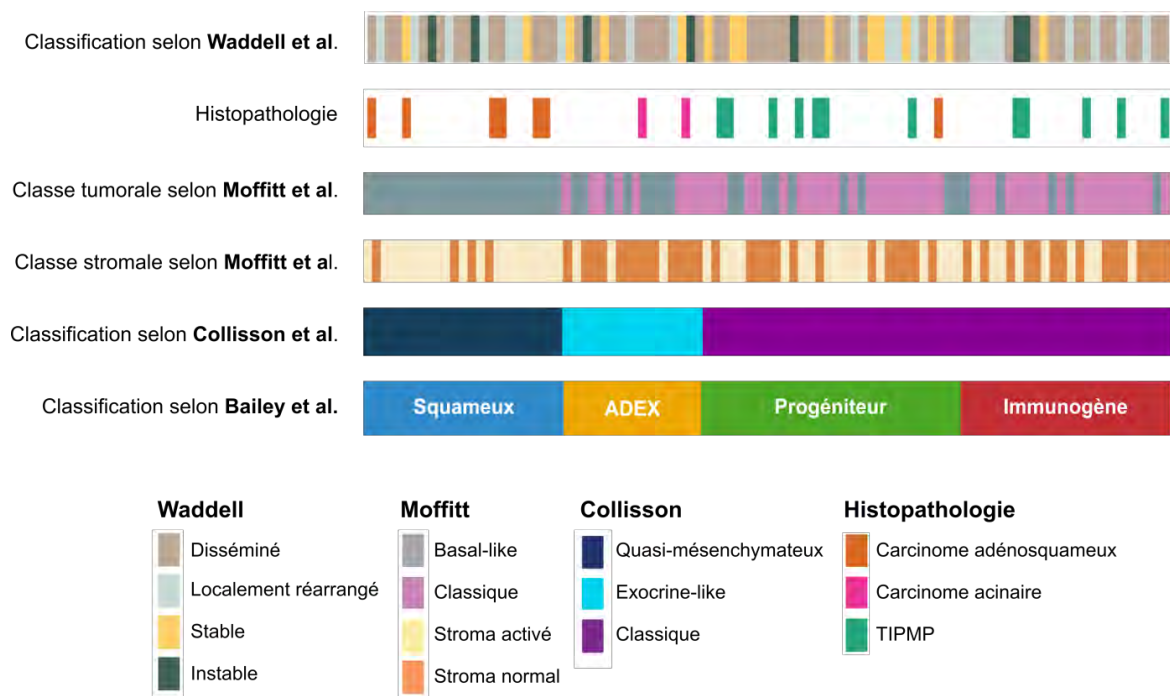 Classification selon Waddell et al.
Histopathologie
Classe tumorale selon Moffitt et al.
Classe stromale selon Moffitt et al.
Classification selon Collisson et al.
Classification selon Bailey et al.
Squameux ADEX Progéniteur Immunogène
Waddell Moffitt Collisson Histopathologie
Disséminé Basal-like Quasi-mésenchymateux Carcinome adénosquameux
Localement réarrangé Classique Exocrine-like Carcinome acinaire
Stable Stroma activé Classique TIPMP
Instable Stroma normal